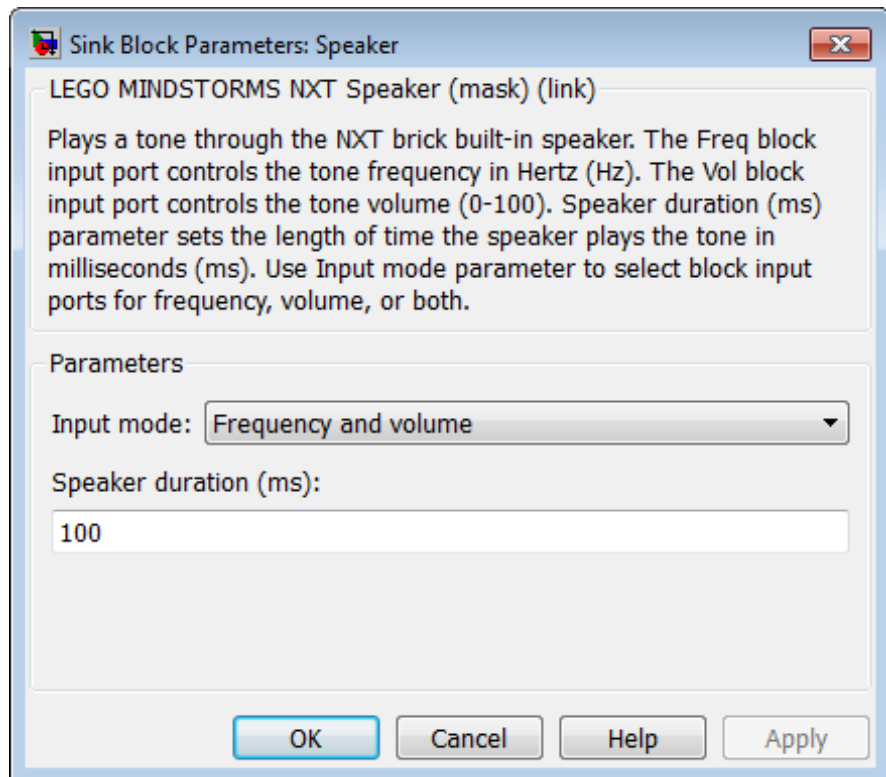 Sink Block Parameters: Speaker
LEGO MINDSTORMS NXT Speaker (mask) (link)
Plays a tone through the NXT brick built-in speaker. The Freq block
input port controls the tone frequency in Hertz (Hz). The Vol block
input port controls the tone volume (0-100). Speaker duration (ms)
parameter sets the length of time the speaker plays the tone in
milliseconds (ms). Use Input mode parameter to select block input
ports for frequency, volume, or both.
Parameters
Input mode: Frequency and volume
Speaker duration (ms):
100
OK Cancel Help Apply